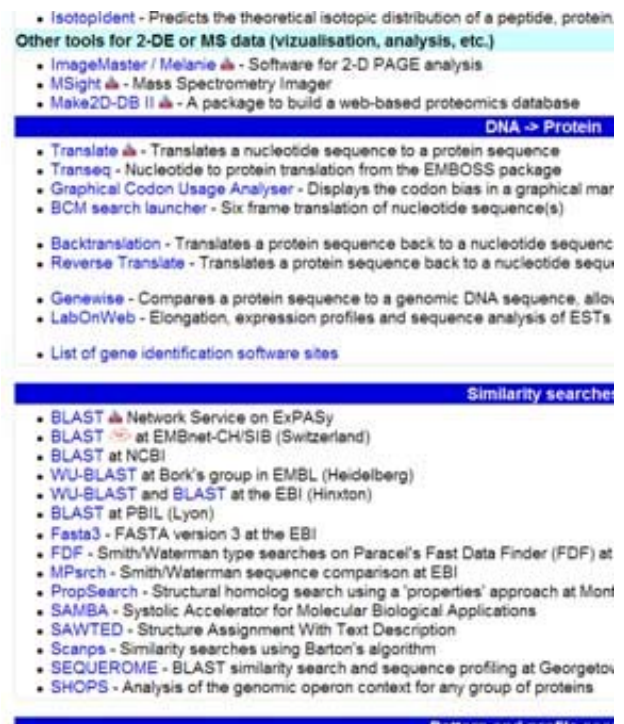 IsotopIdent - Predicts the theoretical isotopic distribution of a peptide, protein,
Other tools for 2-DE or MS data (vizualisation, analysis, etc.)
ImageMaster / Melanie - Software for 2-D PAGE analysis
MSight - Mass Spectrometry Imager
Make2D-DB II - A package to build a web-based proteomics database
DNA -> Protein
Translate - Translates a nucleotide sequence to a protein sequence
Transeq - Nucleotide to protein translation from the EMBOSS package
Graphical Codon Usage Analyser - Displays the codon bias in a graphical mar
BCM search launcher - Six frame translation of nucleotide sequence(s)
Backtranslation - Translates a protein sequence back to a nucleotide sequenc
Reverse Translate - Translates a protein sequence back to a nucleotide seque
Genewise - Compares a protein sequence to a genomic DNA sequence, allov
LabOnWeb - Elongation, expression profiles and sequence analysis of ESTs
List of gene identification software sites
Similarity searches
BLAST Network Service on ExPASy
BLAST at EMBnet-CH/SIB (Switzerland)
BLAST at NCBI
WU-BLAST at Bork's group in EMBL (Heidelberg)
WU-BLAST and BLAST at the EBI (Hinxton)
BLAST at PBIL (Lyon)
Fasta3 - FASTA version 3 at the EBI
FDF - Smith/Waterman type searches on Paracel's Fast Data Finder (FDF) at
MPsrch - Smith/Waterman sequence comparison at EBI
PropSearch - Structural homolog search using a 'properties' approach at Mont
SAMBA - Systolic Accelerator for Molecular Biological Applications
SAWTED - Structure Assignment With Text Description
Scanps - Similarity searches using Barton's algorithm
SEQUEROME - BLAST similarity search and sequence profiling at Georgetov
SHOPS - Analysis of the genomic operon context for any group of proteins